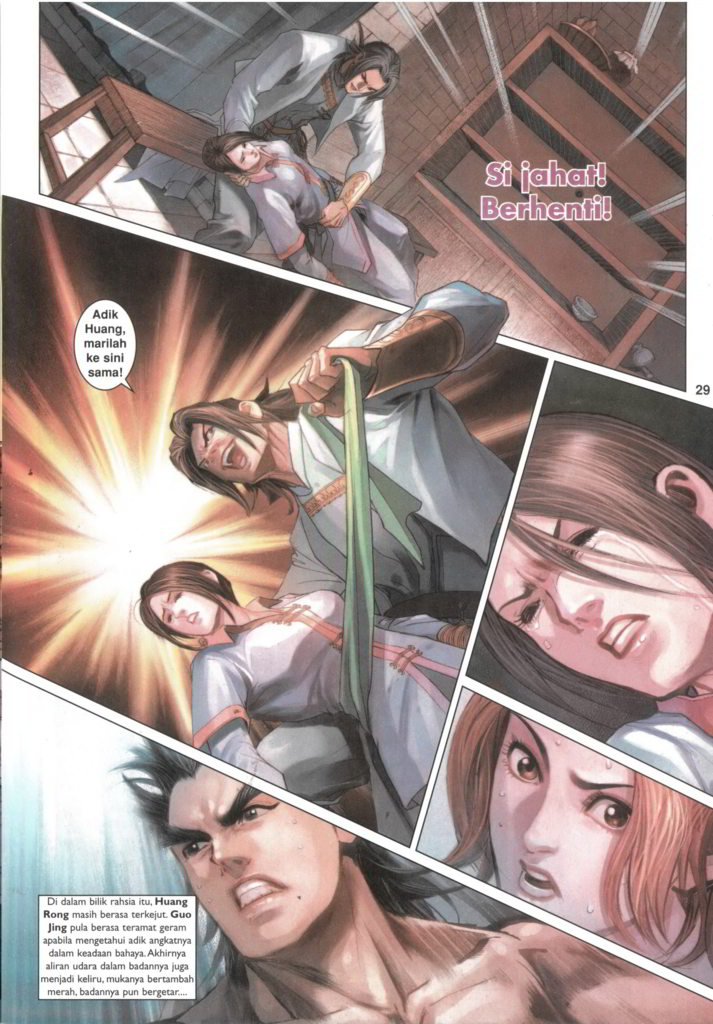 Si jahat!
Berhenti!
Adik
Huang,
marilah
ke sini
sama!
29
Di dalam bilik rahsia itu, Huang
Rong masih berasa terkejut. Guo
Jing pula berasa teramat geram
apabila mengetahui adik angkatnya
dalam keadaan bahaya. Akhirnya
aliran udara dalam badannya juga
menjadi keliru, mukanya bertambah
merah, badannya pun bergetar....